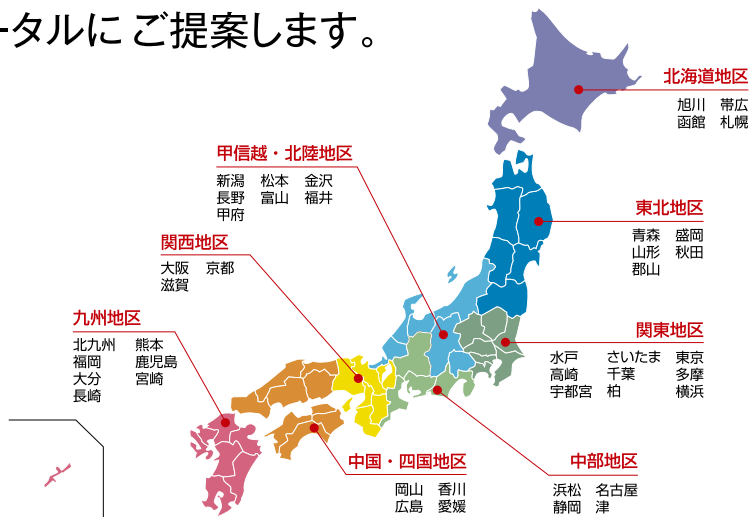 ータルに ご提案します。
北海道地区
旭川 帯広
函館 札幌
甲信越・北陸地区
新潟 松本 金沢
長野 富山 福井
甲府
東北地区
青森 盛岡
山形 秋田
郡山
関西地区
大阪 京都
滋賀
九州地区
北九州 熊本
福岡 鹿児島
大分 宮崎
長崎
関東地区
水戸 さいたま 東京
高崎 千葉 多摩
宇都宮 柏 横浜
中国・四国地区
岡山 香川
広島 愛媛
中部地区
浜松 名古屋
静岡 津